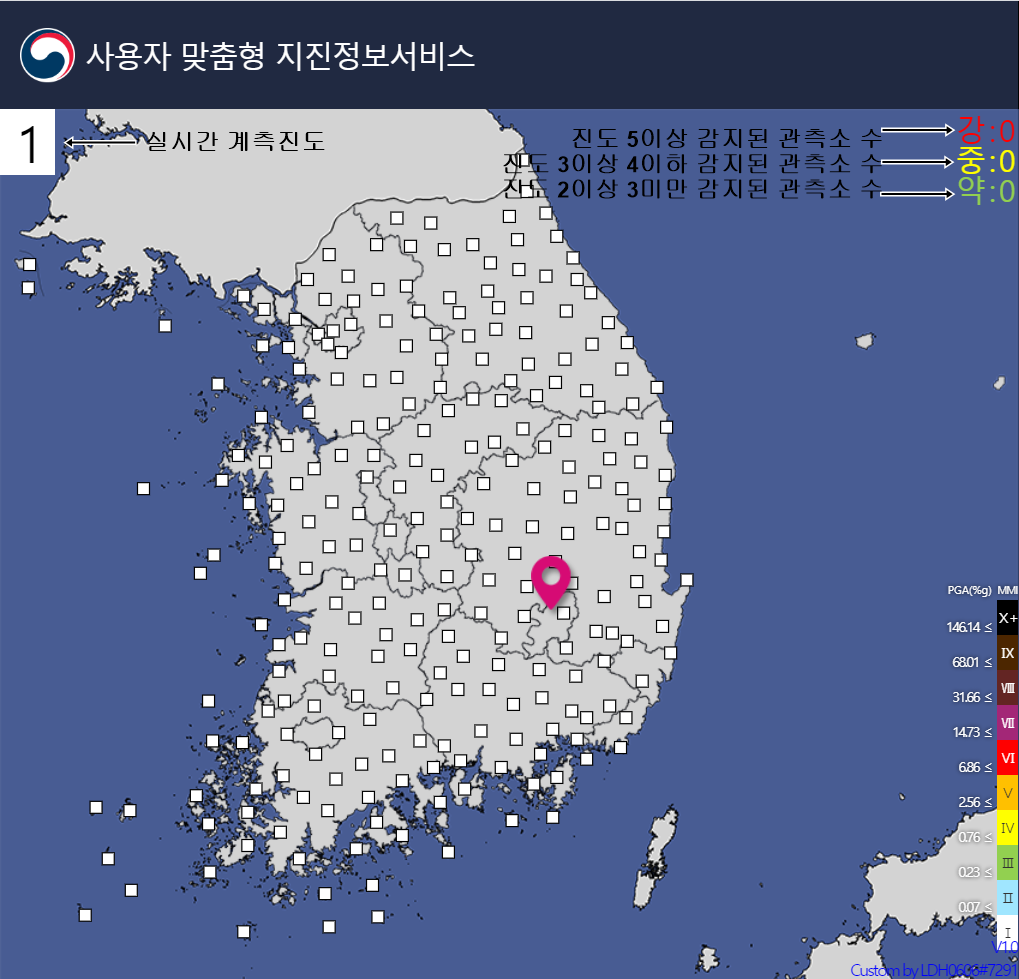 사용자 맞춤형 지진정보서비스
1
실시간 계측진도
진도 5이상 감지된 관측소 수
강:0
진도 3이상 4이하 감지된 관측소 수
중:0
진도 2이상 3미만 감지된 관측소 수
약:0
PGA(%g) MMI
X+
146.14 ≤
IX
68.01 ≤
VIII
31.66 ≤
VII
14.73 ≤
VI
6.86 ≤
V
2.56 ≤
IV
0.76 ≤
III
0.23 ≤
II
0.07 ≤
I
V1.0
Custom by LDH0606#7291